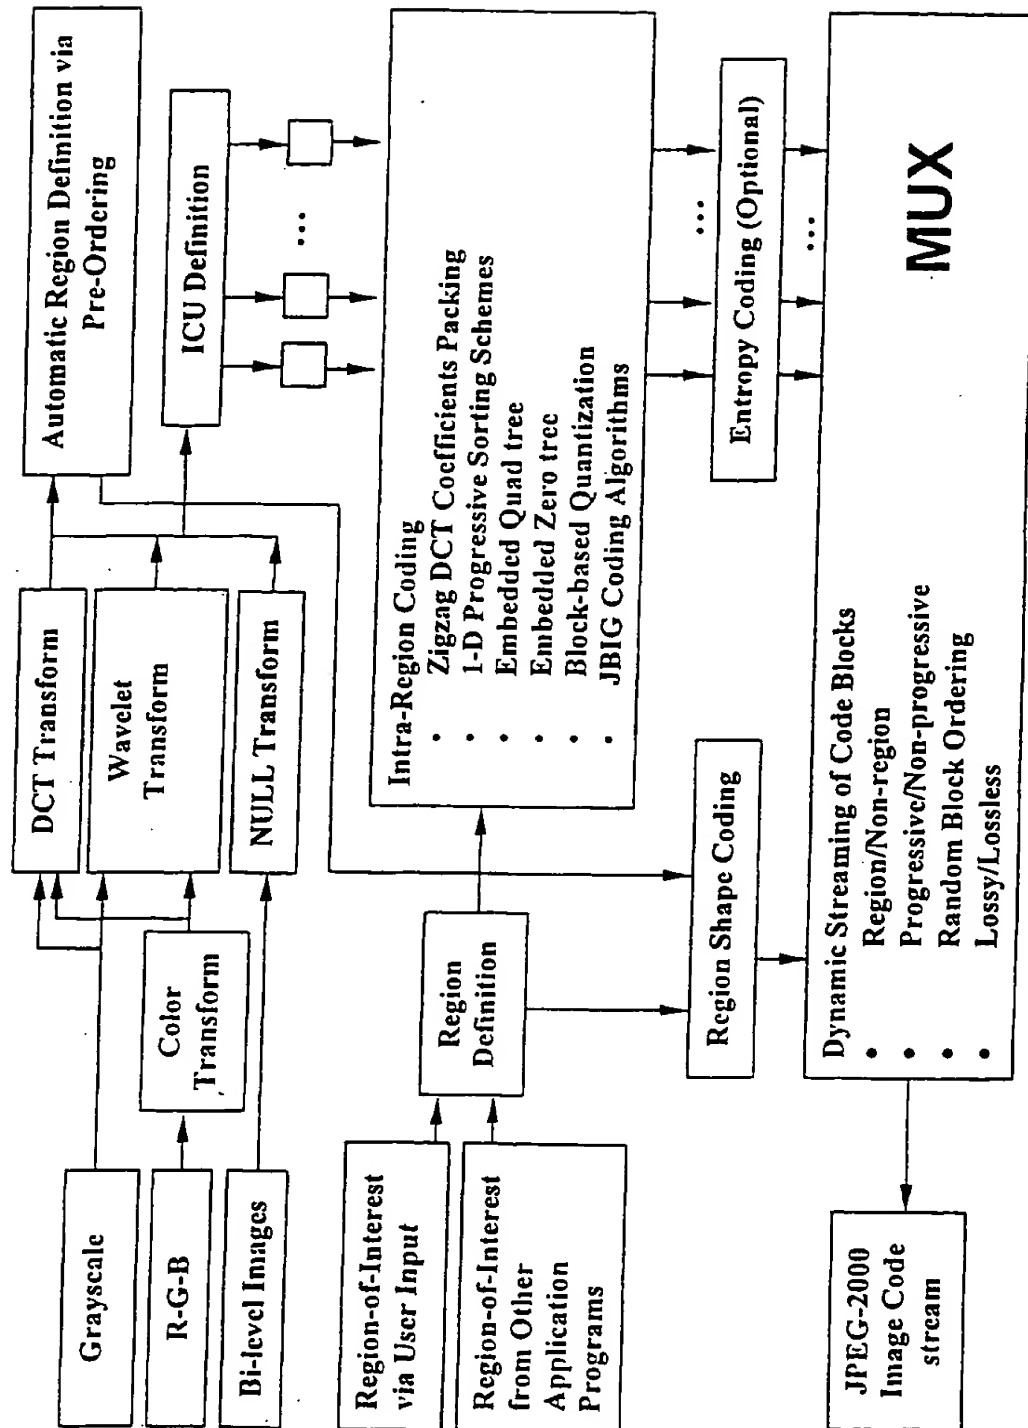 Grayscale
R-G-B
Bi-level Images
Color
Transform
DCT Transform
Wavelet
Transform
NULL Transform
Automatic Region Definition via
Pre-Ordering
ICU Definition
...
Region-of-Interest
via User Input
Region-of-Interest
from Other
Application
Programs
Region
Definition
Intra-Region Coding
• Zigzag DCT Coefficients Packing
• 1-D Progressive Sorting Schemes
• Embedded Quad tree
• Embedded Zero tree
• Block-based Quantization
• JBIG Coding Algorithms
...
Region Shape Coding
Entropy Coding (Optional)
...
Dynamic Streaming of Code Blocks
• Region/Non-region
• Progressive/Non-progressive
• Random Block Ordering
• Lossy/Lossless
MUX
JPEG-2000
Image Code
stream